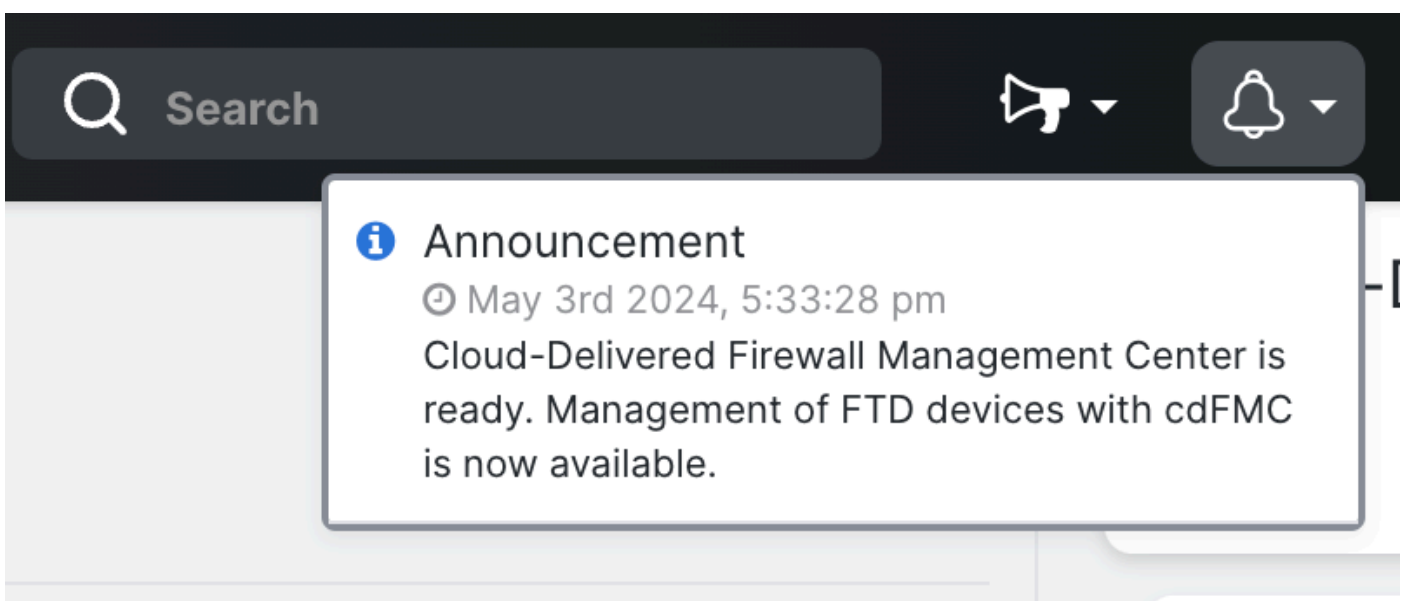 Search
Announcement
May 3rd 2024, 5:33:28 pm
Cloud-Delivered Firewall Management Center is
ready. Management of FTD devices with cdFMC
is now available.